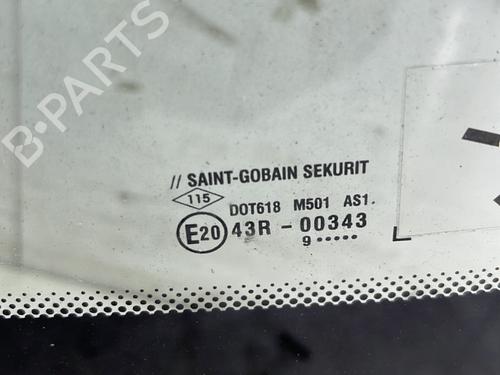 B-PARTS
// SAINT-GOBAIN SEKURIT
115
DOT618 M501 AS1.
E20 43R - 00343
9 •••••